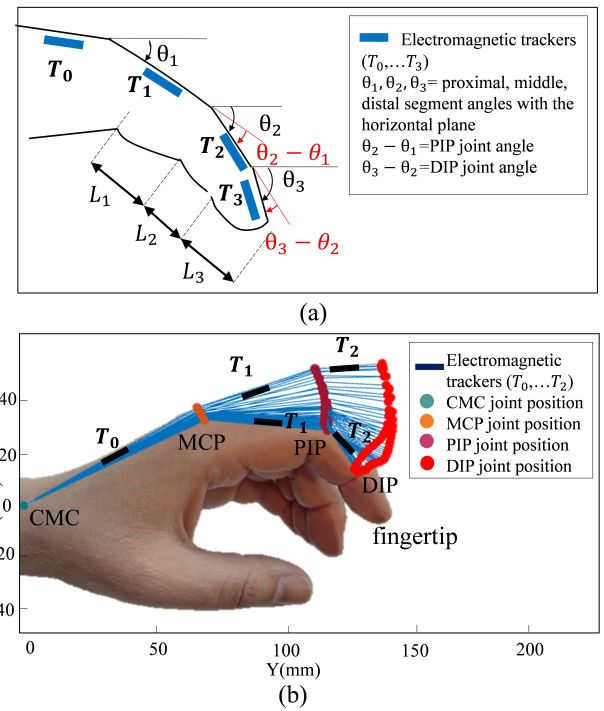 T₀
T₁
T₂
T₃
θ₁
θ₂
θ₂ − θ₁
θ₃
θ₃ − θ₂
L₁
L₂
L₃
Electromagnetic trackers
(T₀,…T₃)
θ₁, θ₂, θ₃= proximal, middle,
distal segment angles with the
horizontal plane
θ₂ − θ₁=PIP joint angle
θ₃ − θ₂=DIP joint angle
(a)
T₂
T₁
T₀
T₁
T₂
MCP
PIP
DIP
CMC
fingertip
Electromagnetic
trackers (T₀,…T₂)
CMC joint position
MCP joint position
PIP joint position
DIP joint position
40
20
0
20
40
0 50 100 150 200
Y(mm)
(b)